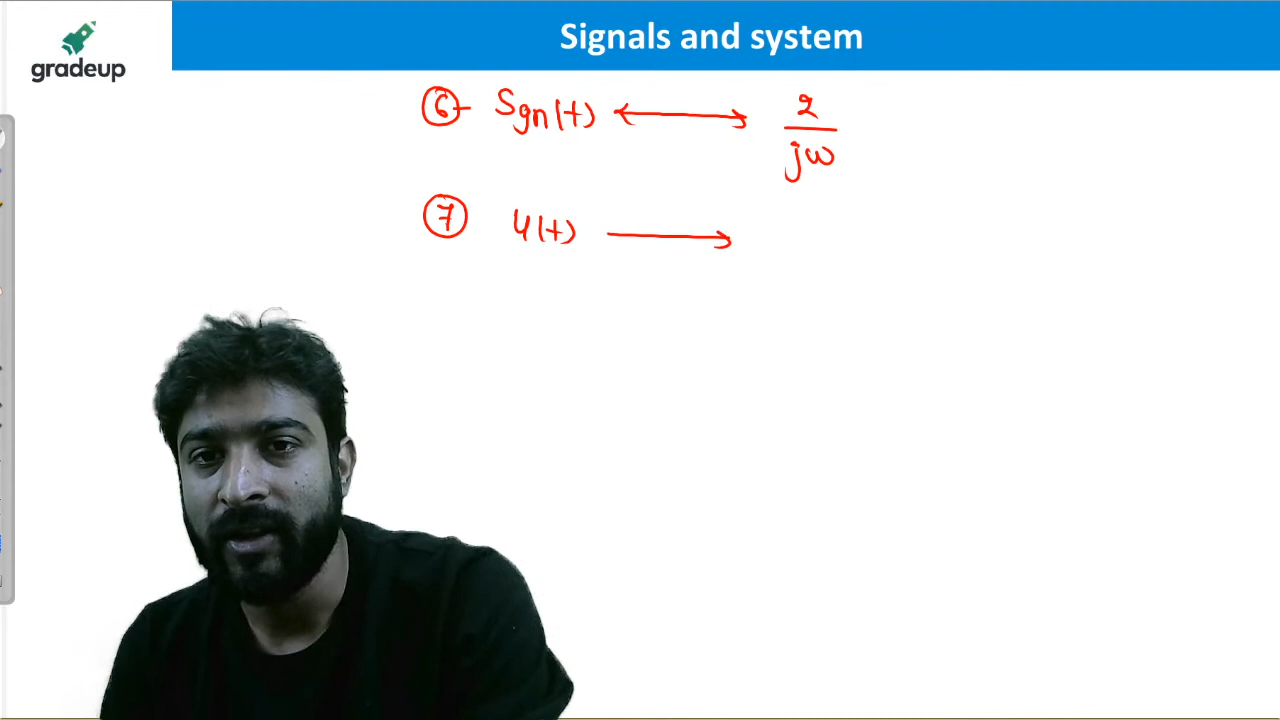 Signals and system
gradeup
⑥- Sgn(t) ⟷ 2/jω
⑦ u(t) ⟶